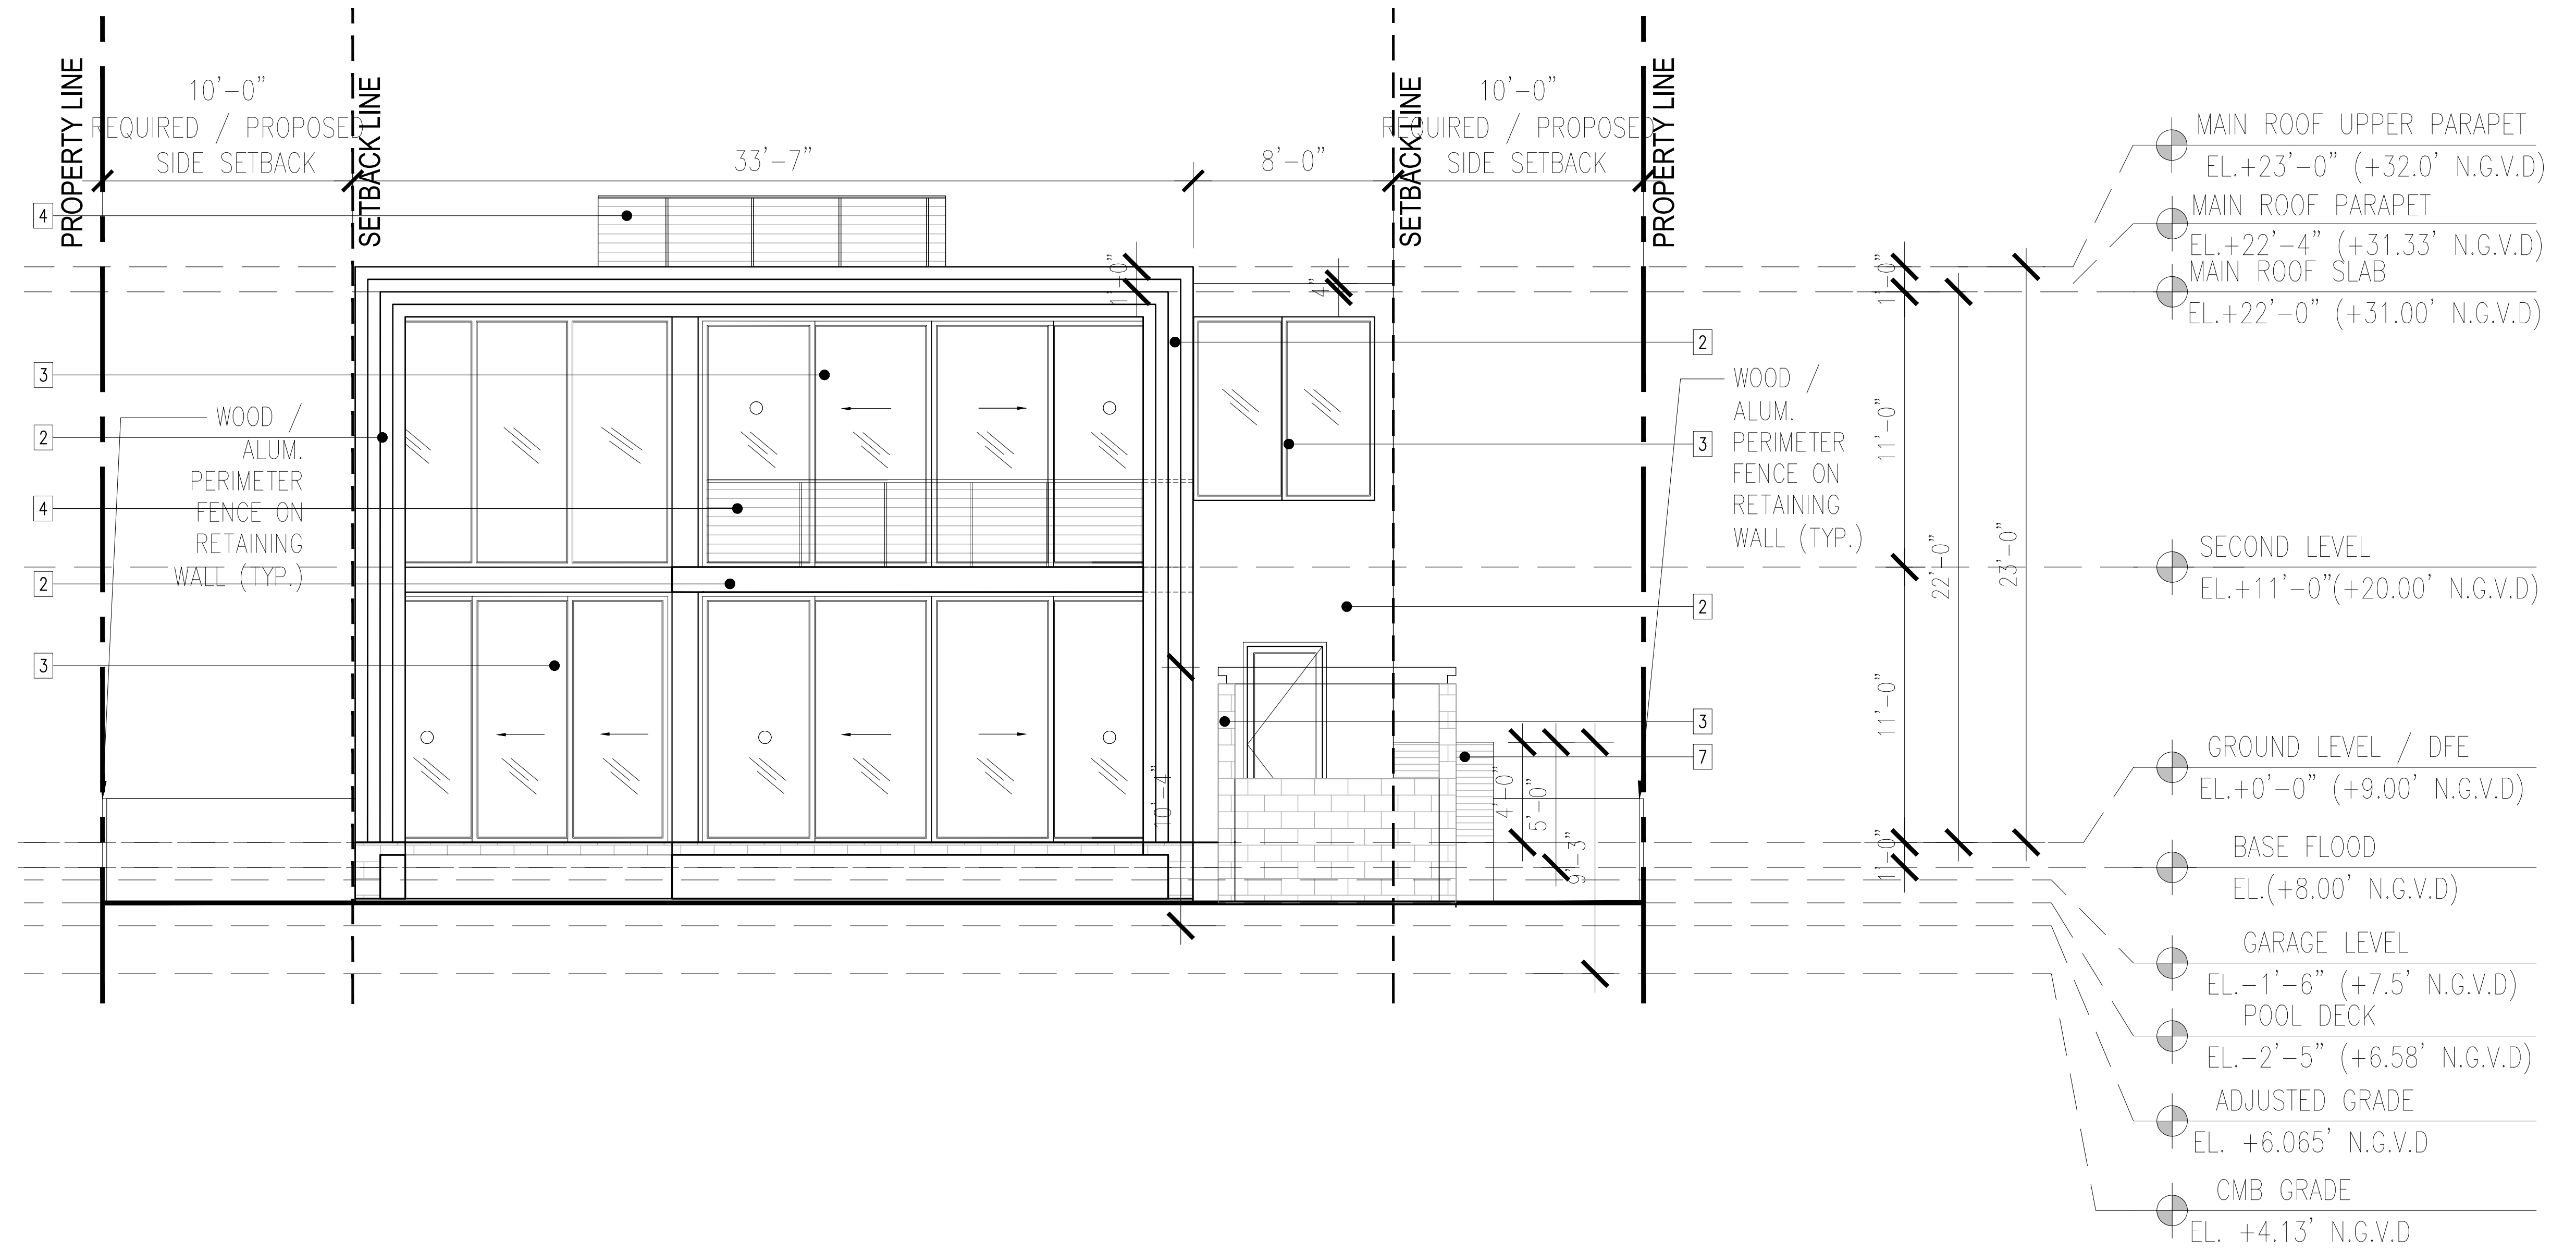 PROPERTY LINE
10'-0"
REQUIRED / PROPOSED
SIDE SETBACK
SETBACK LINE
33'-7"
8'-0"
SETBACK LINE
10'-0"
REQUIRED / PROPOSED
SIDE SETBACK
PROPERTY LINE
4
3
2
4
2
3
WOOD /
ALUM.
PERIMETER
FENCE ON
RETAINING
WALL (TYP.)
1'-0"
4"
10'-4"
2
3
2
3
7
WOOD /
ALUM.
PERIMETER
FENCE ON
RETAINING
WALL (TYP.)
4'-0"
5'-0"
9'-3"
1'-0"
11'-0"
11'-0"
1'-0"
22'-0"
23'-0"
MAIN ROOF UPPER PARAPET
EL.+23'-0" (+32.0' N.G.V.D)
MAIN ROOF PARAPET
EL.+22'-4" (+31.33' N.G.V.D)
MAIN ROOF SLAB
EL.+22'-0" (+31.00' N.G.V.D)
SECOND LEVEL
EL.+11'-0"(+20.00' N.G.V.D)
GROUND LEVEL / DFE
EL.+0'-0" (+9.00' N.G.V.D)
BASE FLOOD
EL.(+8.00' N.G.V.D)
GARAGE LEVEL
EL.-1'-6" (+7.5' N.G.V.D)
POOL DECK
EL.-2'-5" (+6.58' N.G.V.D)
ADJUSTED GRADE
EL. +6.065' N.G.V.D
CMB GRADE
EL. +4.13' N.G.V.D